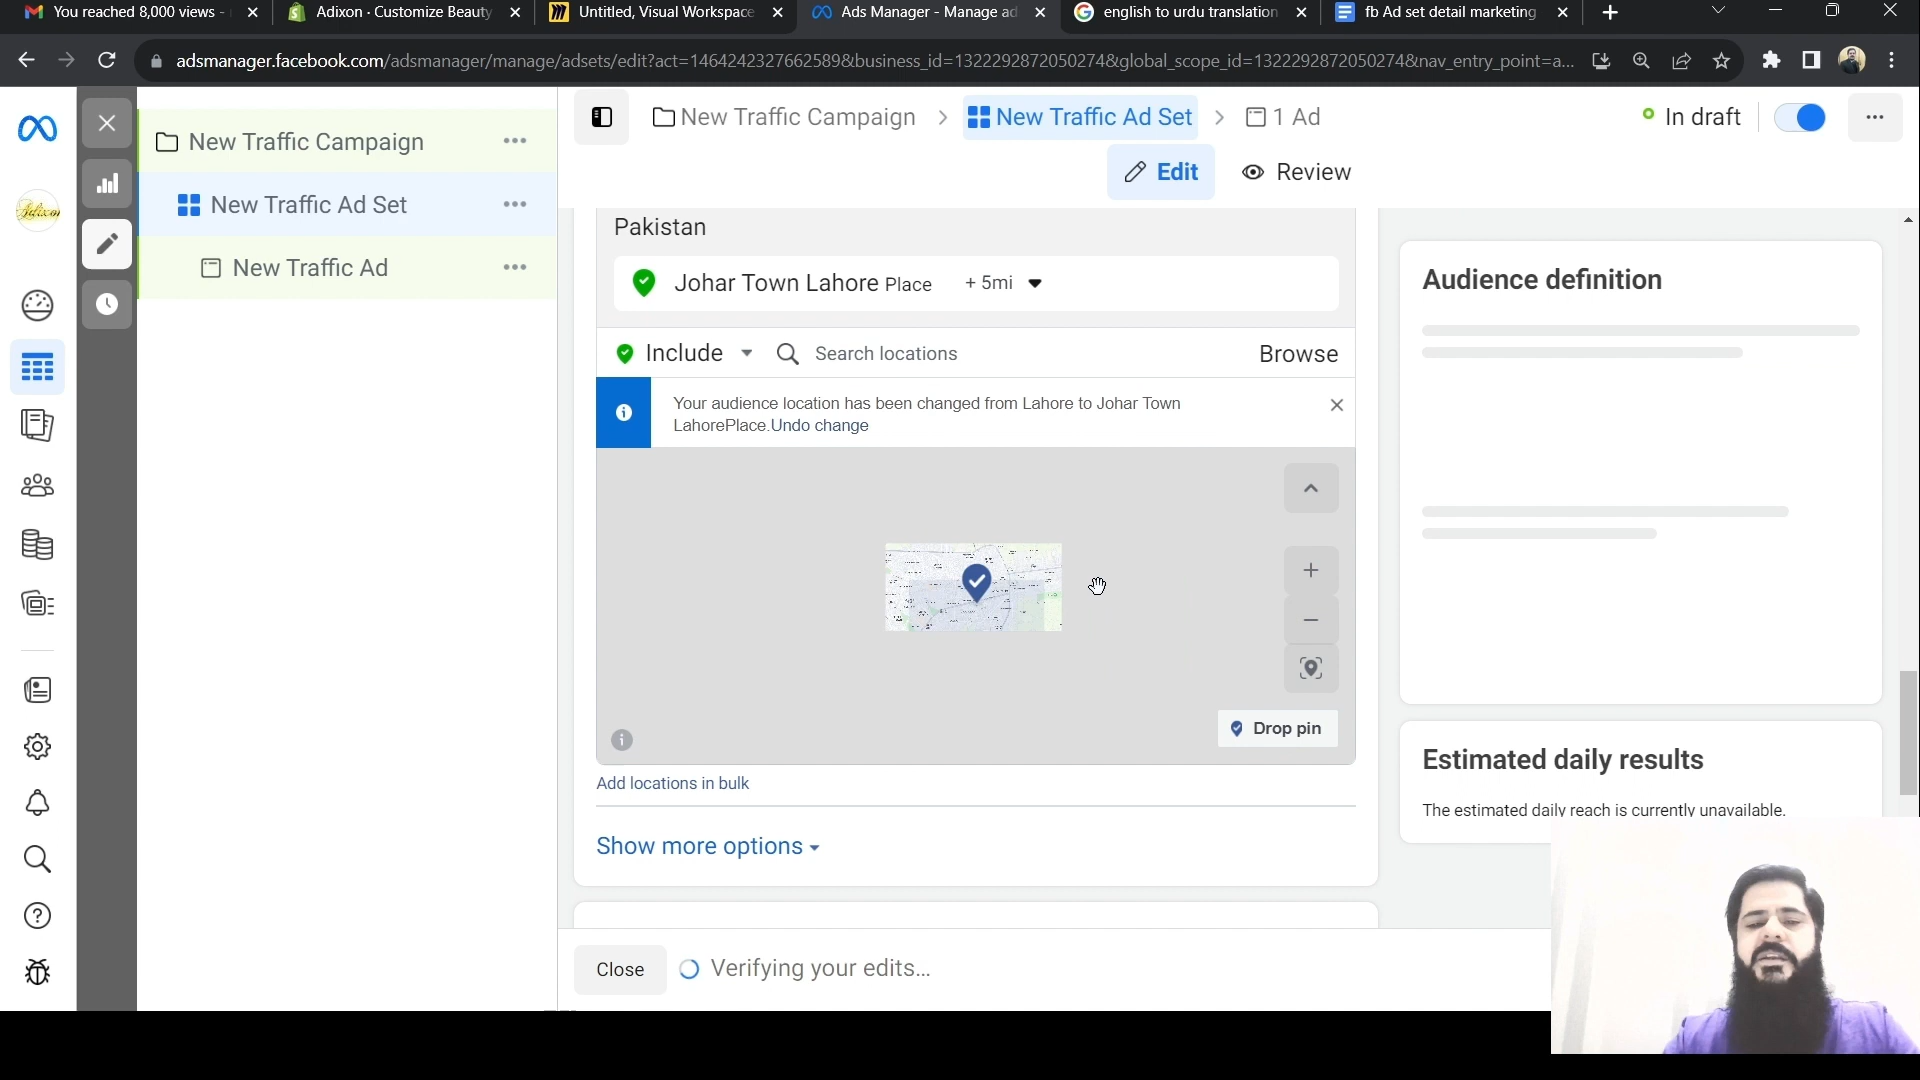 You reached 8,000 views -
Adixon · Customize Beauty
Untitled, Visual Workspace
Ads Manager - Manage ad
english to urdu translation
fb Ad set detail marketing
adsmanager.facebook.com/adsmanager/manage/adsets/edit?act=1464242327662589&business_id=1322292872050274&global_scope_id=1322292872050274&nav_entry_point=a...
New Traffic Campaign
New Traffic Ad Set
New Traffic Ad
New Traffic Campaign > New Traffic Ad Set > 1 Ad
In draft
Edit
Review
Pakistan
Johar Town Lahore Place + 5mi
Include
Search locations
Browse
Your audience location has been changed from Lahore to Johar Town
LahorePlace.Undo change
Drop pin
Add locations in bulk
Show more options
Close
Verifying your edits...
Audience definition
Estimated daily results
The estimated daily reach is currently unavailable.